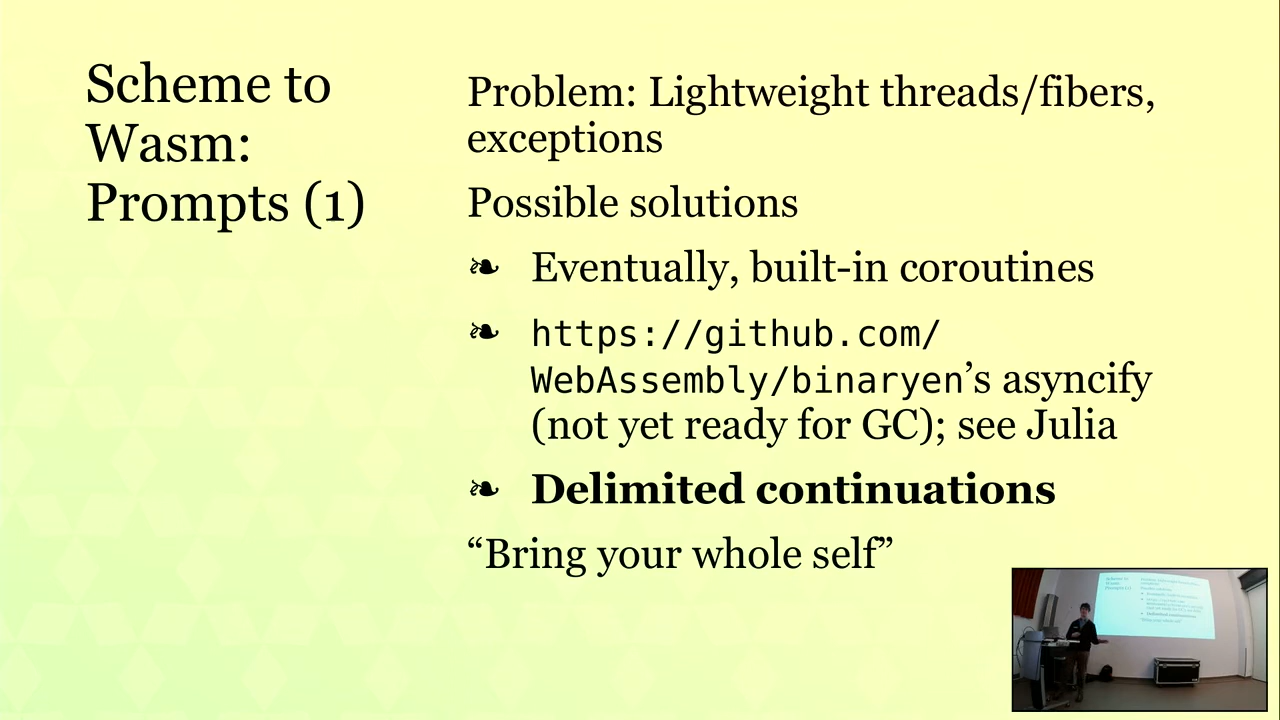 Scheme to
Wasm:
Prompts (1)
Problem: Lightweight threads/fibers,
exceptions
Possible solutions
❧ Eventually, built-in coroutines
❧ https://github.com/
WebAssembly/binaryen’s asyncify
(not yet ready for GC); see Julia
❧ Delimited continuations
“Bring your whole self”